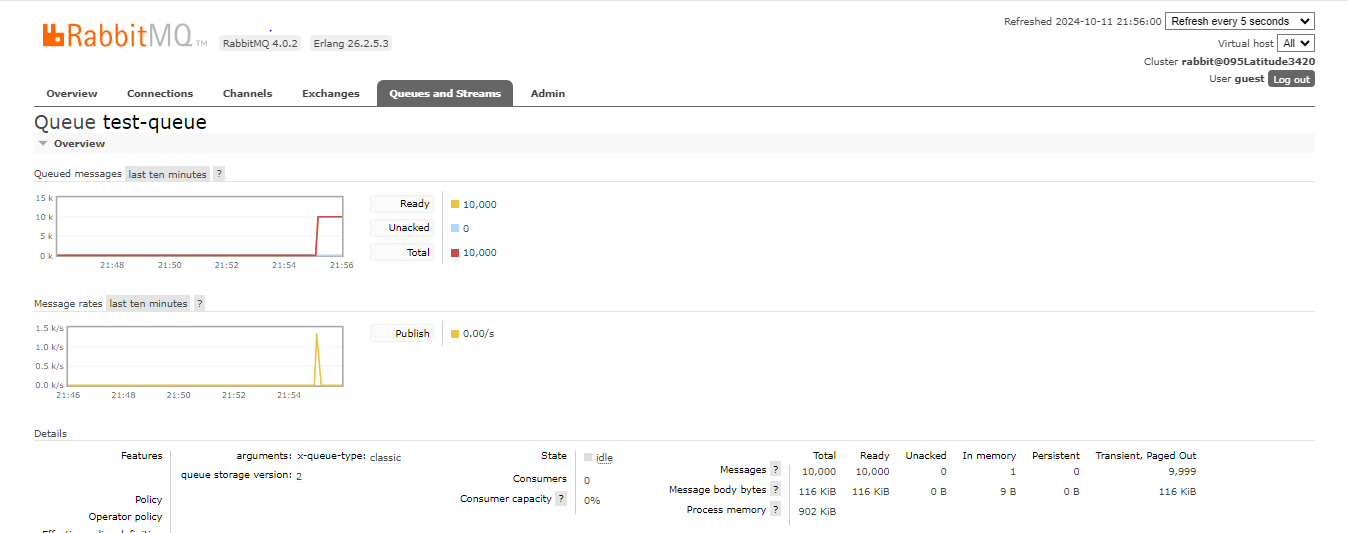 RabbitMQ TM RabbitMQ 4.0.2 Erlang 26.2.5.3
Refreshed 2024-10-11 21:56:00 Refresh every 5 seconds
Virtual host All
Cluster rabbit@095Latitude3420
User guest Log out
Overview Connections Channels Exchanges Queues and Streams Admin
Queue test-queue
Overview
Queued messages last ten minutes ?
15 k
10 k
5 k
0 k
21:48 21:50 21:52 21:54 21:56
Ready 10,000
Unacked 0
Total 10,000
Message rates last ten minutes ?
1.5 k/s
1.0 k/s
0.5 k/s
0.0 k/s
21:46 21:48 21:50 21:52 21:54
Publish 0.00/s
Details
Features arguments: x-queue-type: classic
queue storage version: 2
Policy
Operator policy
State idle
Consumers 0
Consumer capacity ? 0%
Total Ready Unacked In memory Persistent Transient, Paged Out
Messages ? 10,000 10,000 0 1 0 9,999
Message body bytes ? 116 KiB 116 KiB 0 B 9 B 0 B 116 KiB
Process memory ? 902 KiB